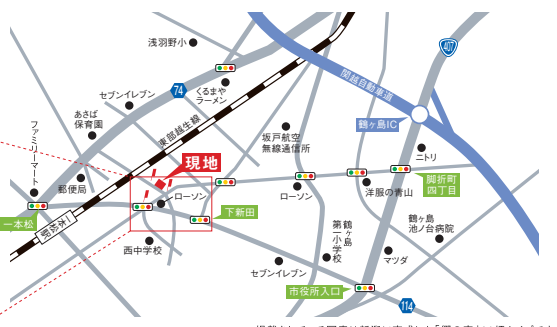 浅羽野小
407
関越自動車道
74
くるまや
ラーメン
セブンイレブン
東部越生線
あさば
保育園
坂戸航空
無線通信所
鶴ヶ島IC
ファミリーマート
現地
ニトリ
郵便局
ローソン
ローソン
洋服の青山
脚折町
四丁目
一本松
下新田
一本松駅
西中学校
鶴ヶ島
第一小学校
鶴ヶ島
池ノ台病院
セブンイレブン
マツダ
市役所入口
114